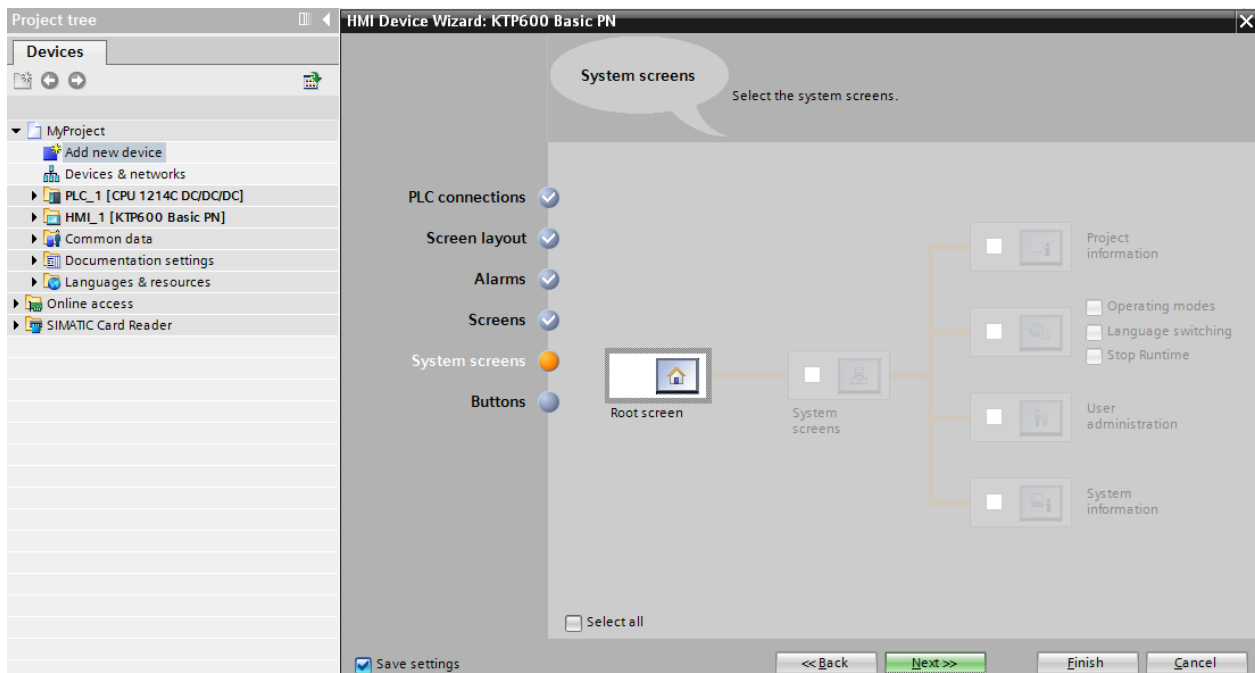 Project tree
Devices
MyProject
Add new device
Devices & networks
PLC_1 [CPU 1214C DC/DC/DC]
HMI_1 [KTP600 Basic PN]
Common data
Documentation settings
Languages & resources
Online access
SIMATIC Card Reader
HMI Device Wizard: KTP600 Basic PN
System screens
Select the system screens.
PLC connections
Screen layout
Alarms
Screens
System screens
Buttons
Root screen
System
screens
Project
information
Operating modes
Language switching
Stop Runtime
User
administration
System
information
Select all
Save settings
<< Back
Next >>
Finish
Cancel